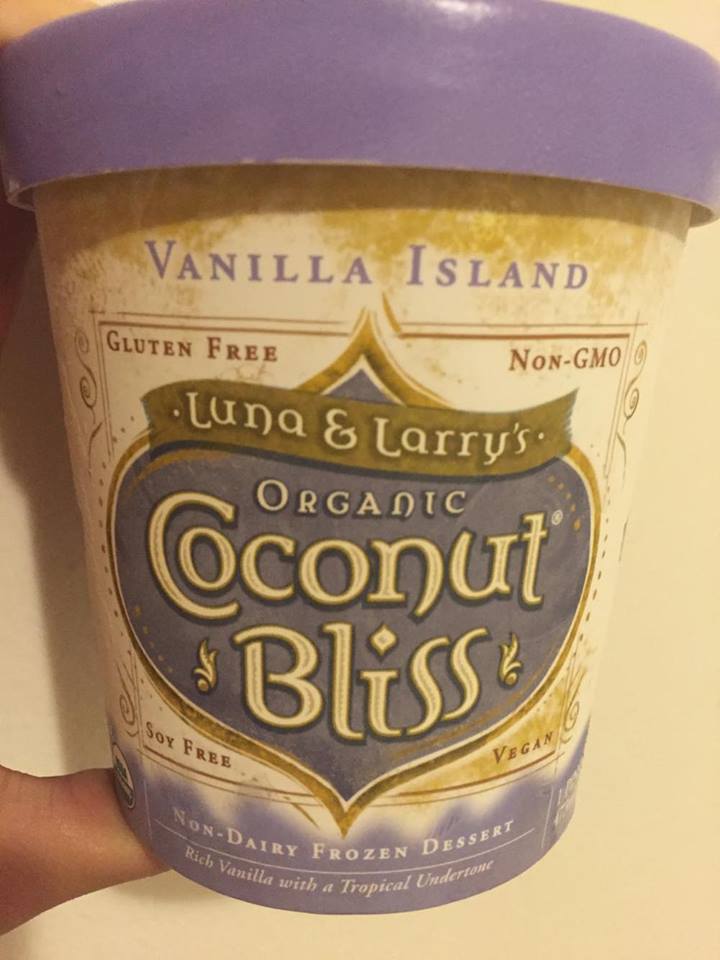 VANILLA ISLAND
GLUTEN FREE
NON-GMO
·Luna & Larry's·
ORGANIC
Coconut®
Bliss
SOY FREE
VEGAN
NON-DAIRY FROZEN DESSERT
Rich Vanilla with a Tropical Undertone